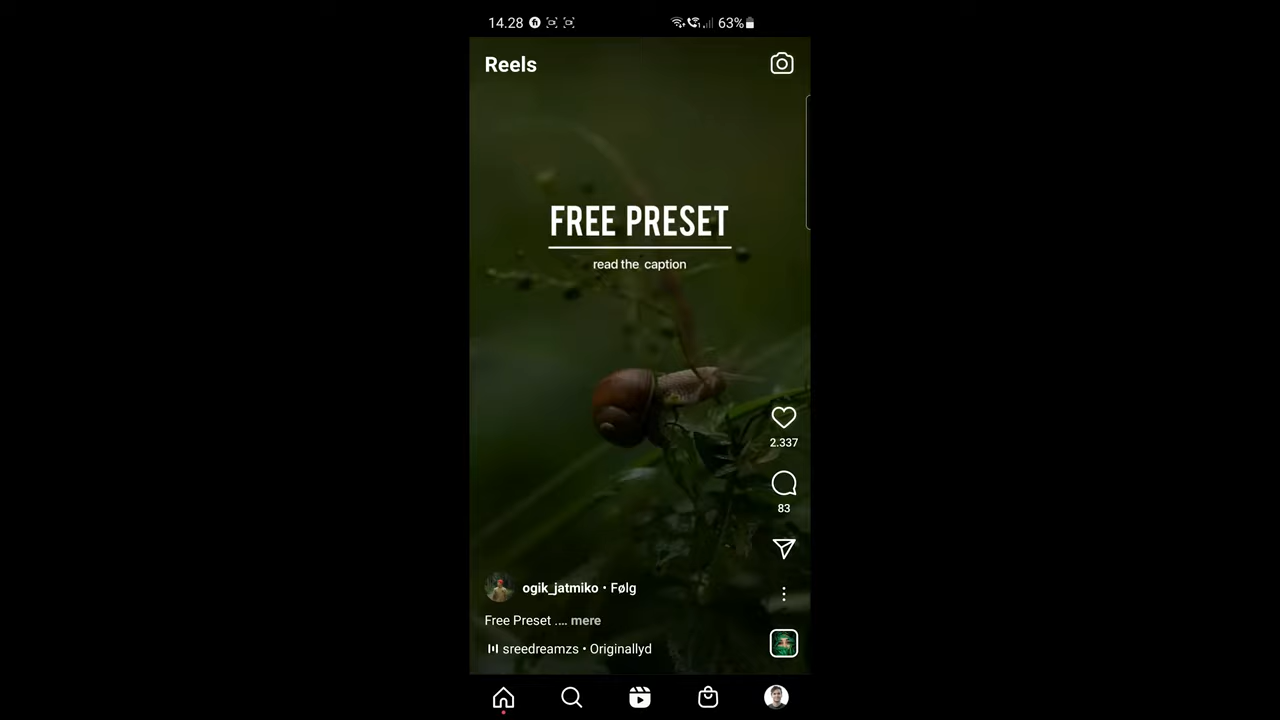 14.28
63%
Reels
FREE PRESET
read the caption
2.337
83
ogik_jatmiko • Følg
Free Preset .... mere
sreedreamzs • Originallyd